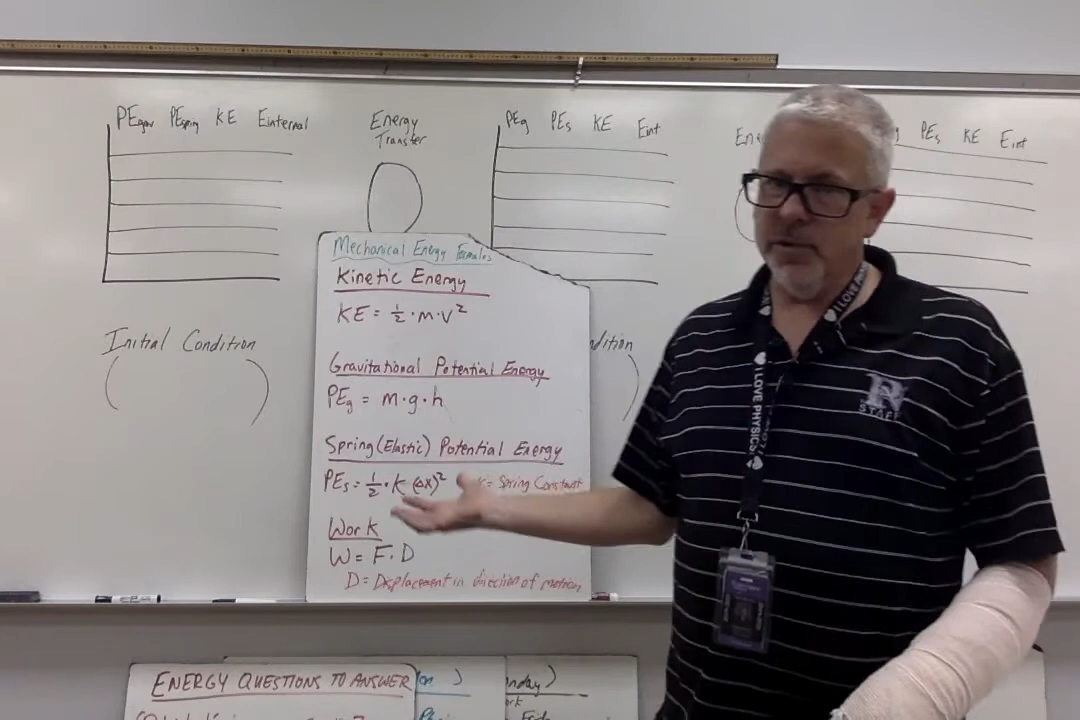 PEgrav PEspring KE Einternal
Energy
Transfer
PEg PEs KE Eint
PEs KE Eint
Initial Condition
( )
Mechanical Energy Formulas
Kinetic Energy
KE = 1/2 · m · v²
Gravitational Potential Energy
PEg = m · g · h
Spring (Elastic) Potential Energy
PEs = 1/2 · k (Δx)²
= Spring Constant
Work
W = F · D
D = Displacement in direction of motion
I LOVE PHYSICS!
R
STAFF
ENERGY QUESTIONS TO ANSWER